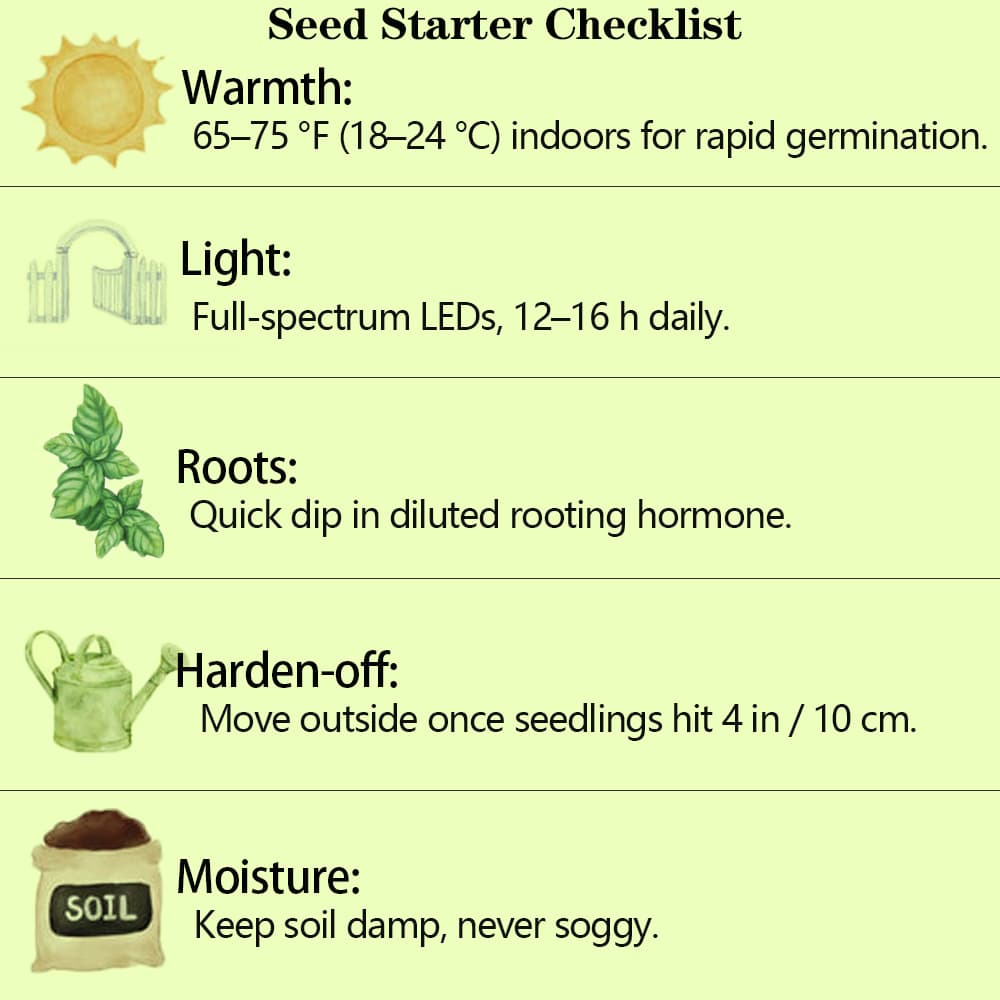 Seed Starter Checklist
Warmth:
65–75 °F (18–24 °C) indoors for rapid germination.
Light:
Full-spectrum LEDs, 12–16 h daily.
Roots:
Quick dip in diluted rooting hormone.
Harden-off:
Move outside once seedlings hit 4 in / 10 cm.
SOIL
Moisture:
Keep soil damp, never soggy.